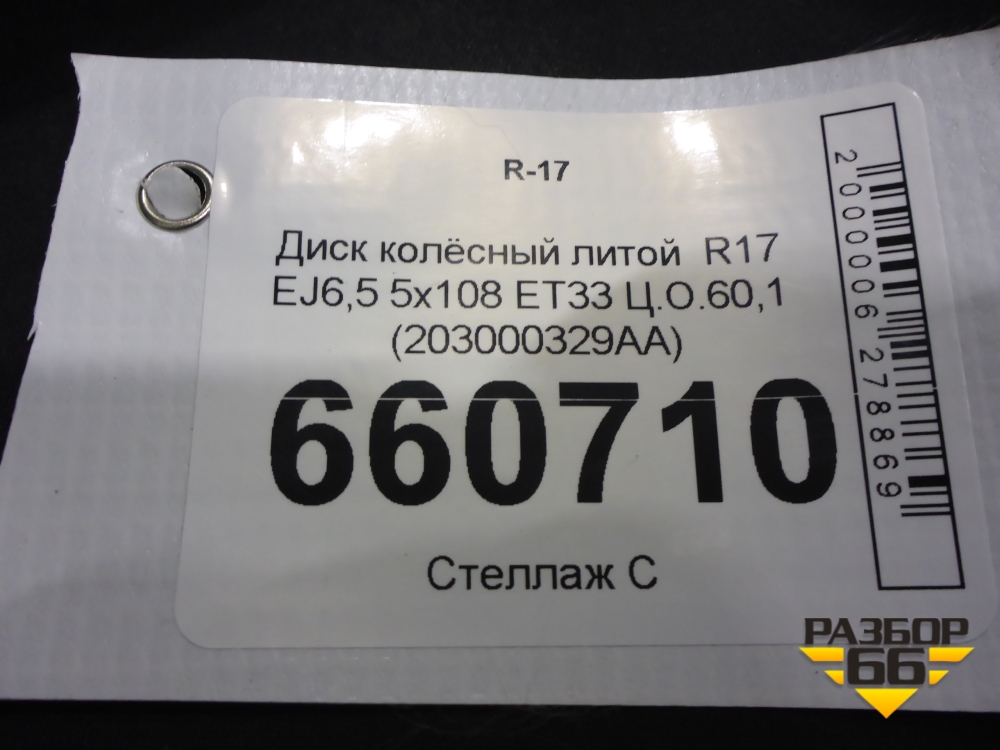 R-17
Диск колёсный литой R17
EJ6,5 5x108 ET33 Ц.О.60,1
(203000329AA)
660710
Стеллаж С
2000006278869
РАЗБОР
66